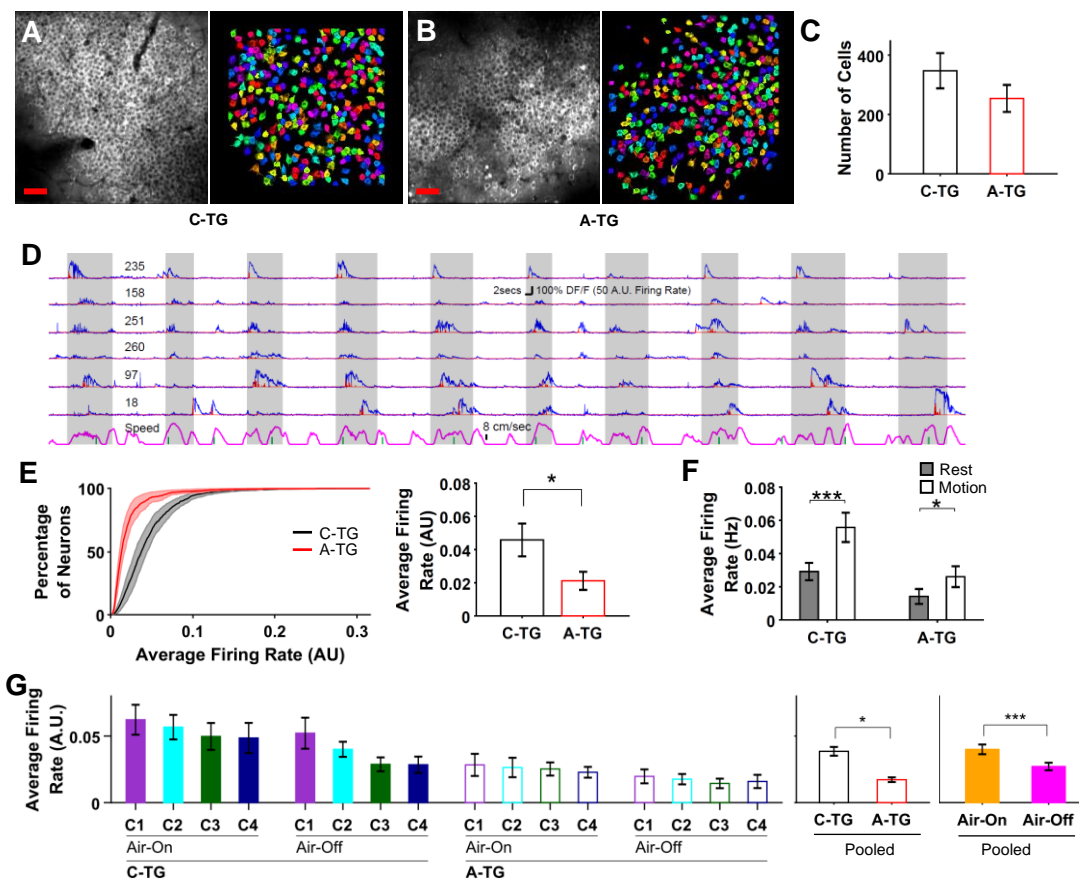 A
B
C-TG
A-TG
C
Number of Cells
400
200
0
C-TG
A-TG
D
235
158
251
260
97
18
Speed
2secs
100% DF/F (50 A.U. Firing Rate)
8 cm/sec
E
Percentage
of Neurons
100
50
0
0
0.1
0.2
0.3
Average Firing Rate (AU)
C-TG
A-TG
Average Firing
Rate (AU)
0.08
0.06
0.04
0.02
0
*
C-TG
A-TG
F
Rest
Motion
Average Firing
Rate (Hz)
0.08
0.06
0.04
0.02
0
***
*
C-TG
A-TG
G
Average Firing
Rate (A.U.)
0.05
0
C1 C2 C3 C4
C1 C2 C3 C4
C1 C2 C3 C4
C1 C2 C3 C4
Air-On
Air-Off
Air-On
Air-Off
C-TG
A-TG
*
C-TG
A-TG
Pooled
***
Air-On
Air-Off
Pooled